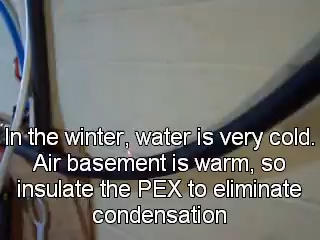 In the winter, water is very cold.
Air basement is warm, so
insulate the PEX to eliminate
condensation